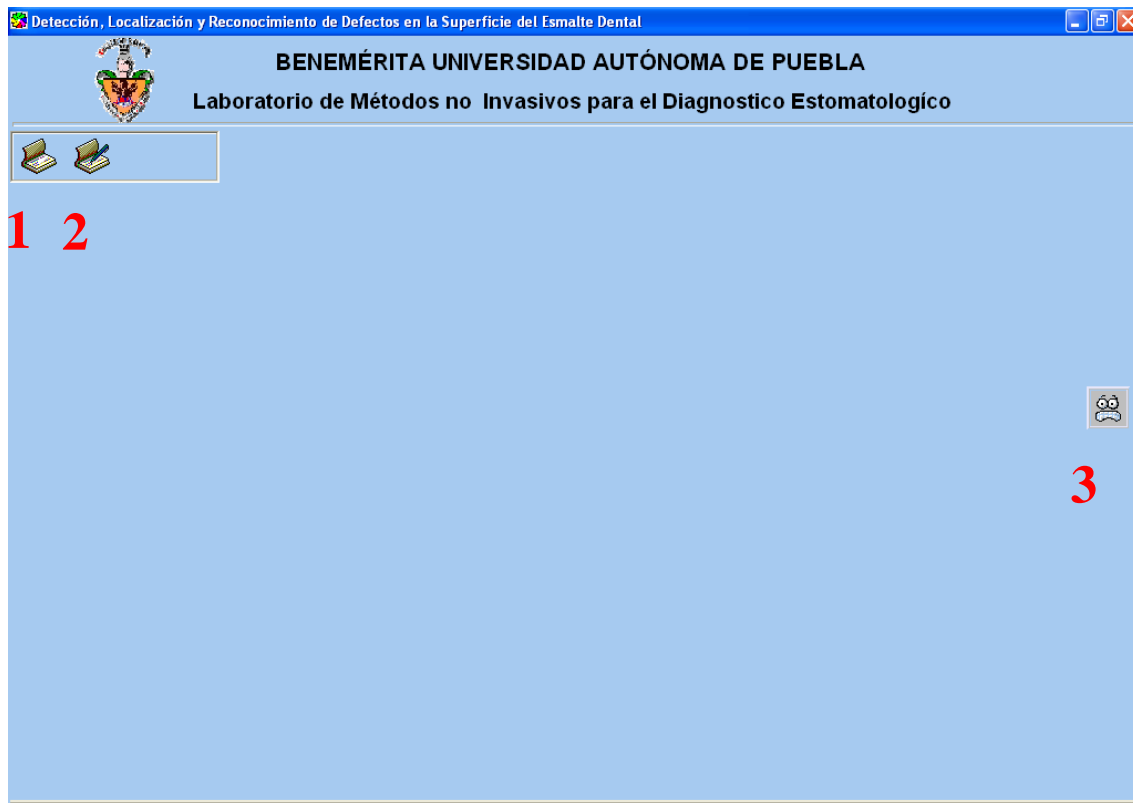 Detección, Localización y Reconocimiento de Defectos en la Superficie del Esmalte Dental
BENEMÉRITA UNIVERSIDAD AUTÓNOMA DE PUEBLA
Laboratorio de Métodos no Invasivos para el Diagnostico Estomatologíco
1 2
3